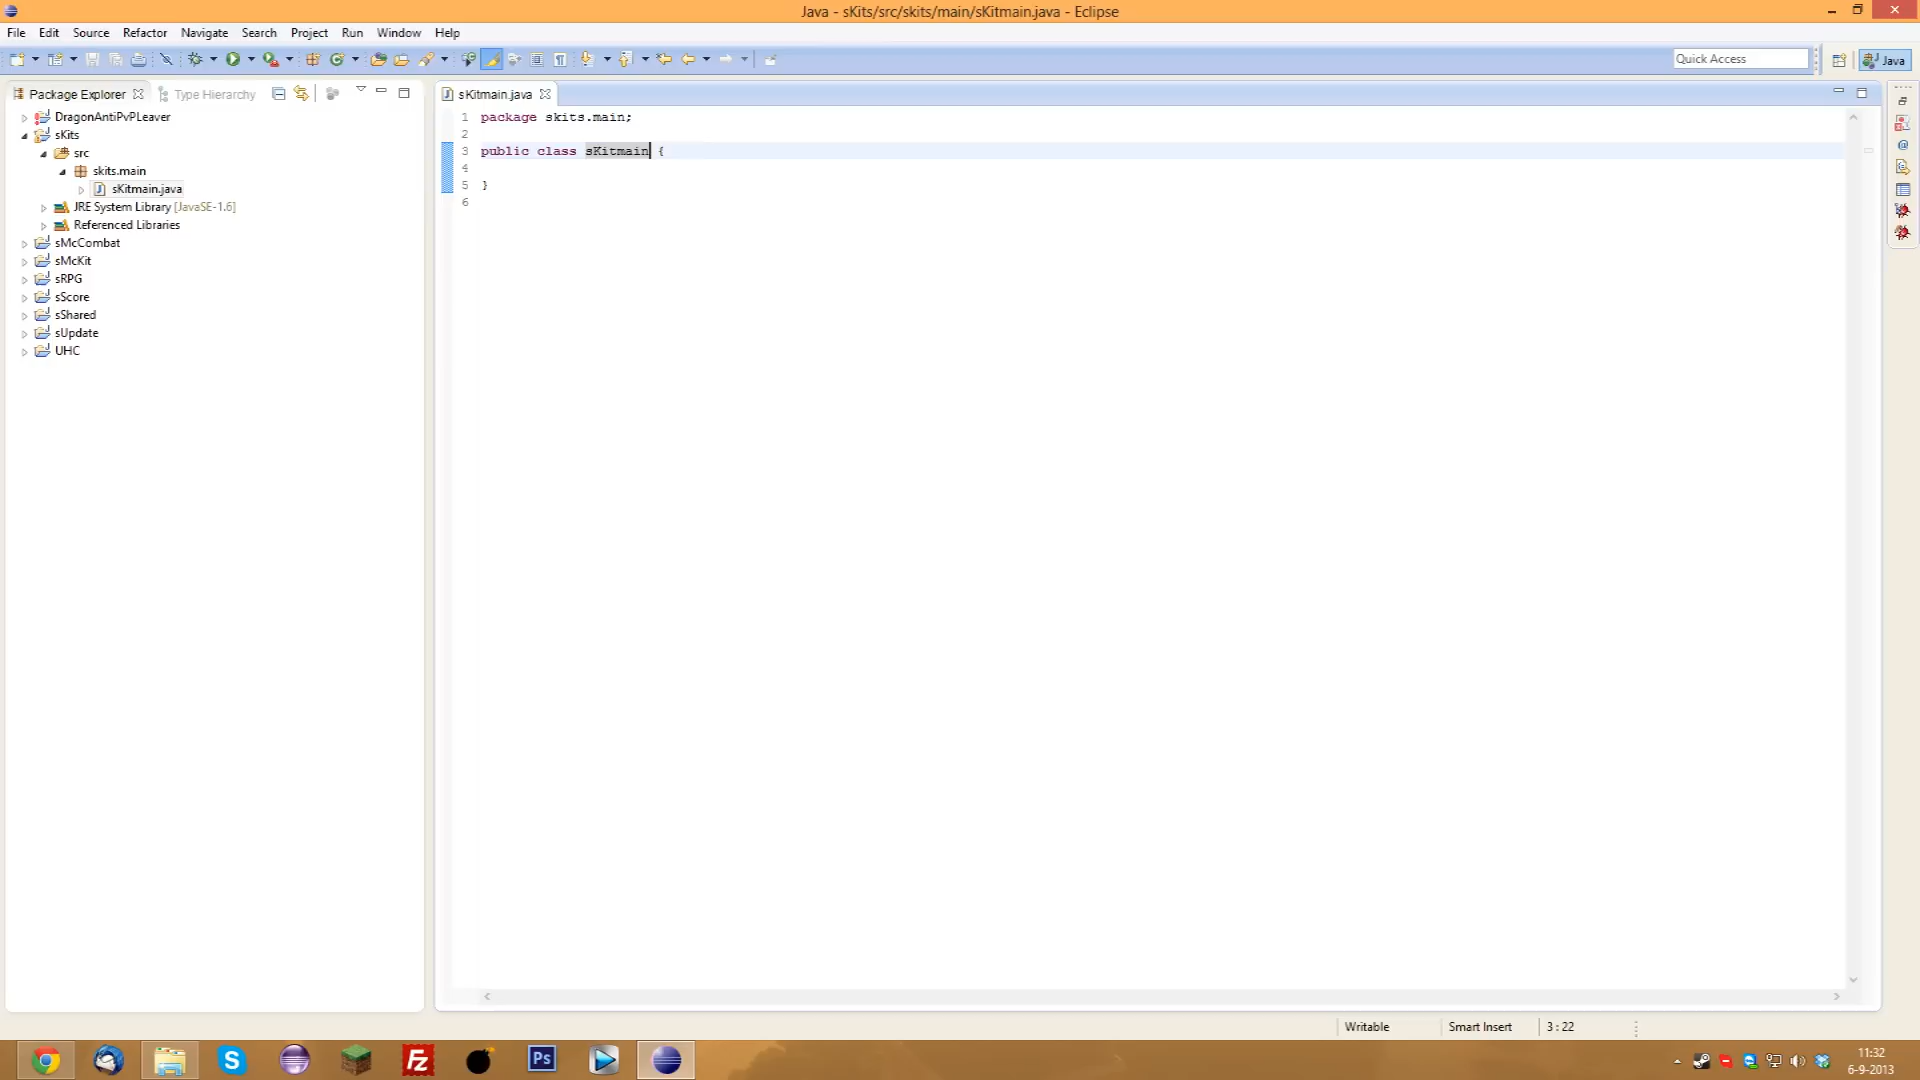 Java - sKits/src/skits/main/sKitmain.java - Eclipse
File Edit Source Refactor Navigate Search Project Run Window Help
Quick Access
Java
Package Explorer
Type Hierarchy
sKitmain.java
DragonAntiPvPLeaver
sKits
src
skits.main
sKitmain.java
JRE System Library [JavaSE-1.6]
Referenced Libraries
sMcCombat
sMcKit
sRPG
sScore
sShared
sUpdate
UHC
1 package skits.main;
2
3 public class sKitmain {
4
5 }
6
Writable Smart Insert 3 : 22
S
Fz
Ps
11:32
6-9-2013